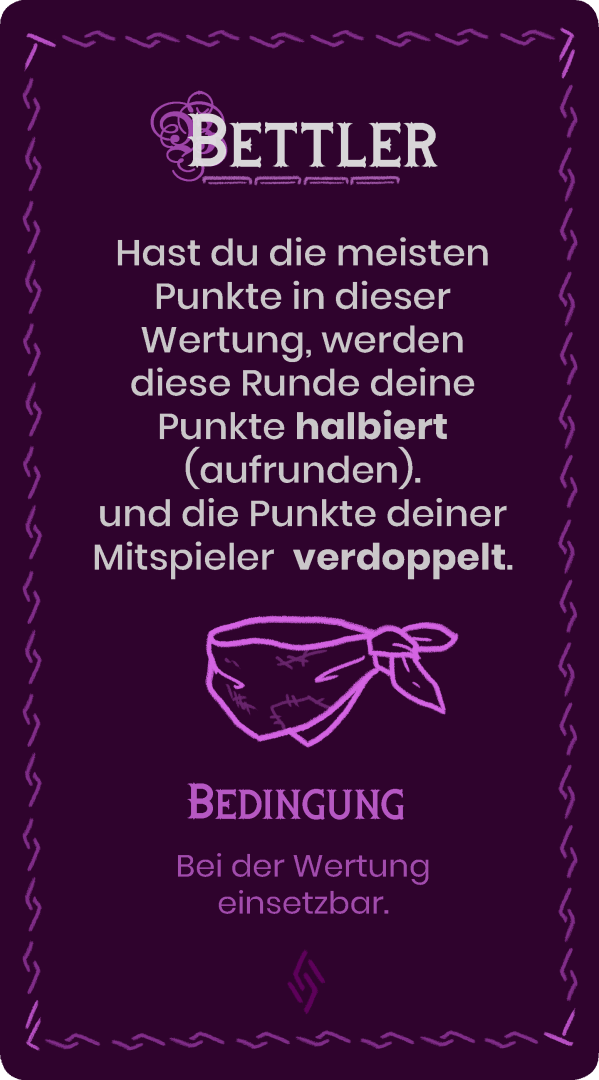 Bettler
Hast du die meisten
Punkte in dieser
Wertung, werden
diese Runde deine
Punkte halbiert
(aufrunden).
und die Punkte deiner
Mitspieler verdoppelt.
Bedingung
Bei der Wertung
einsetzbar.